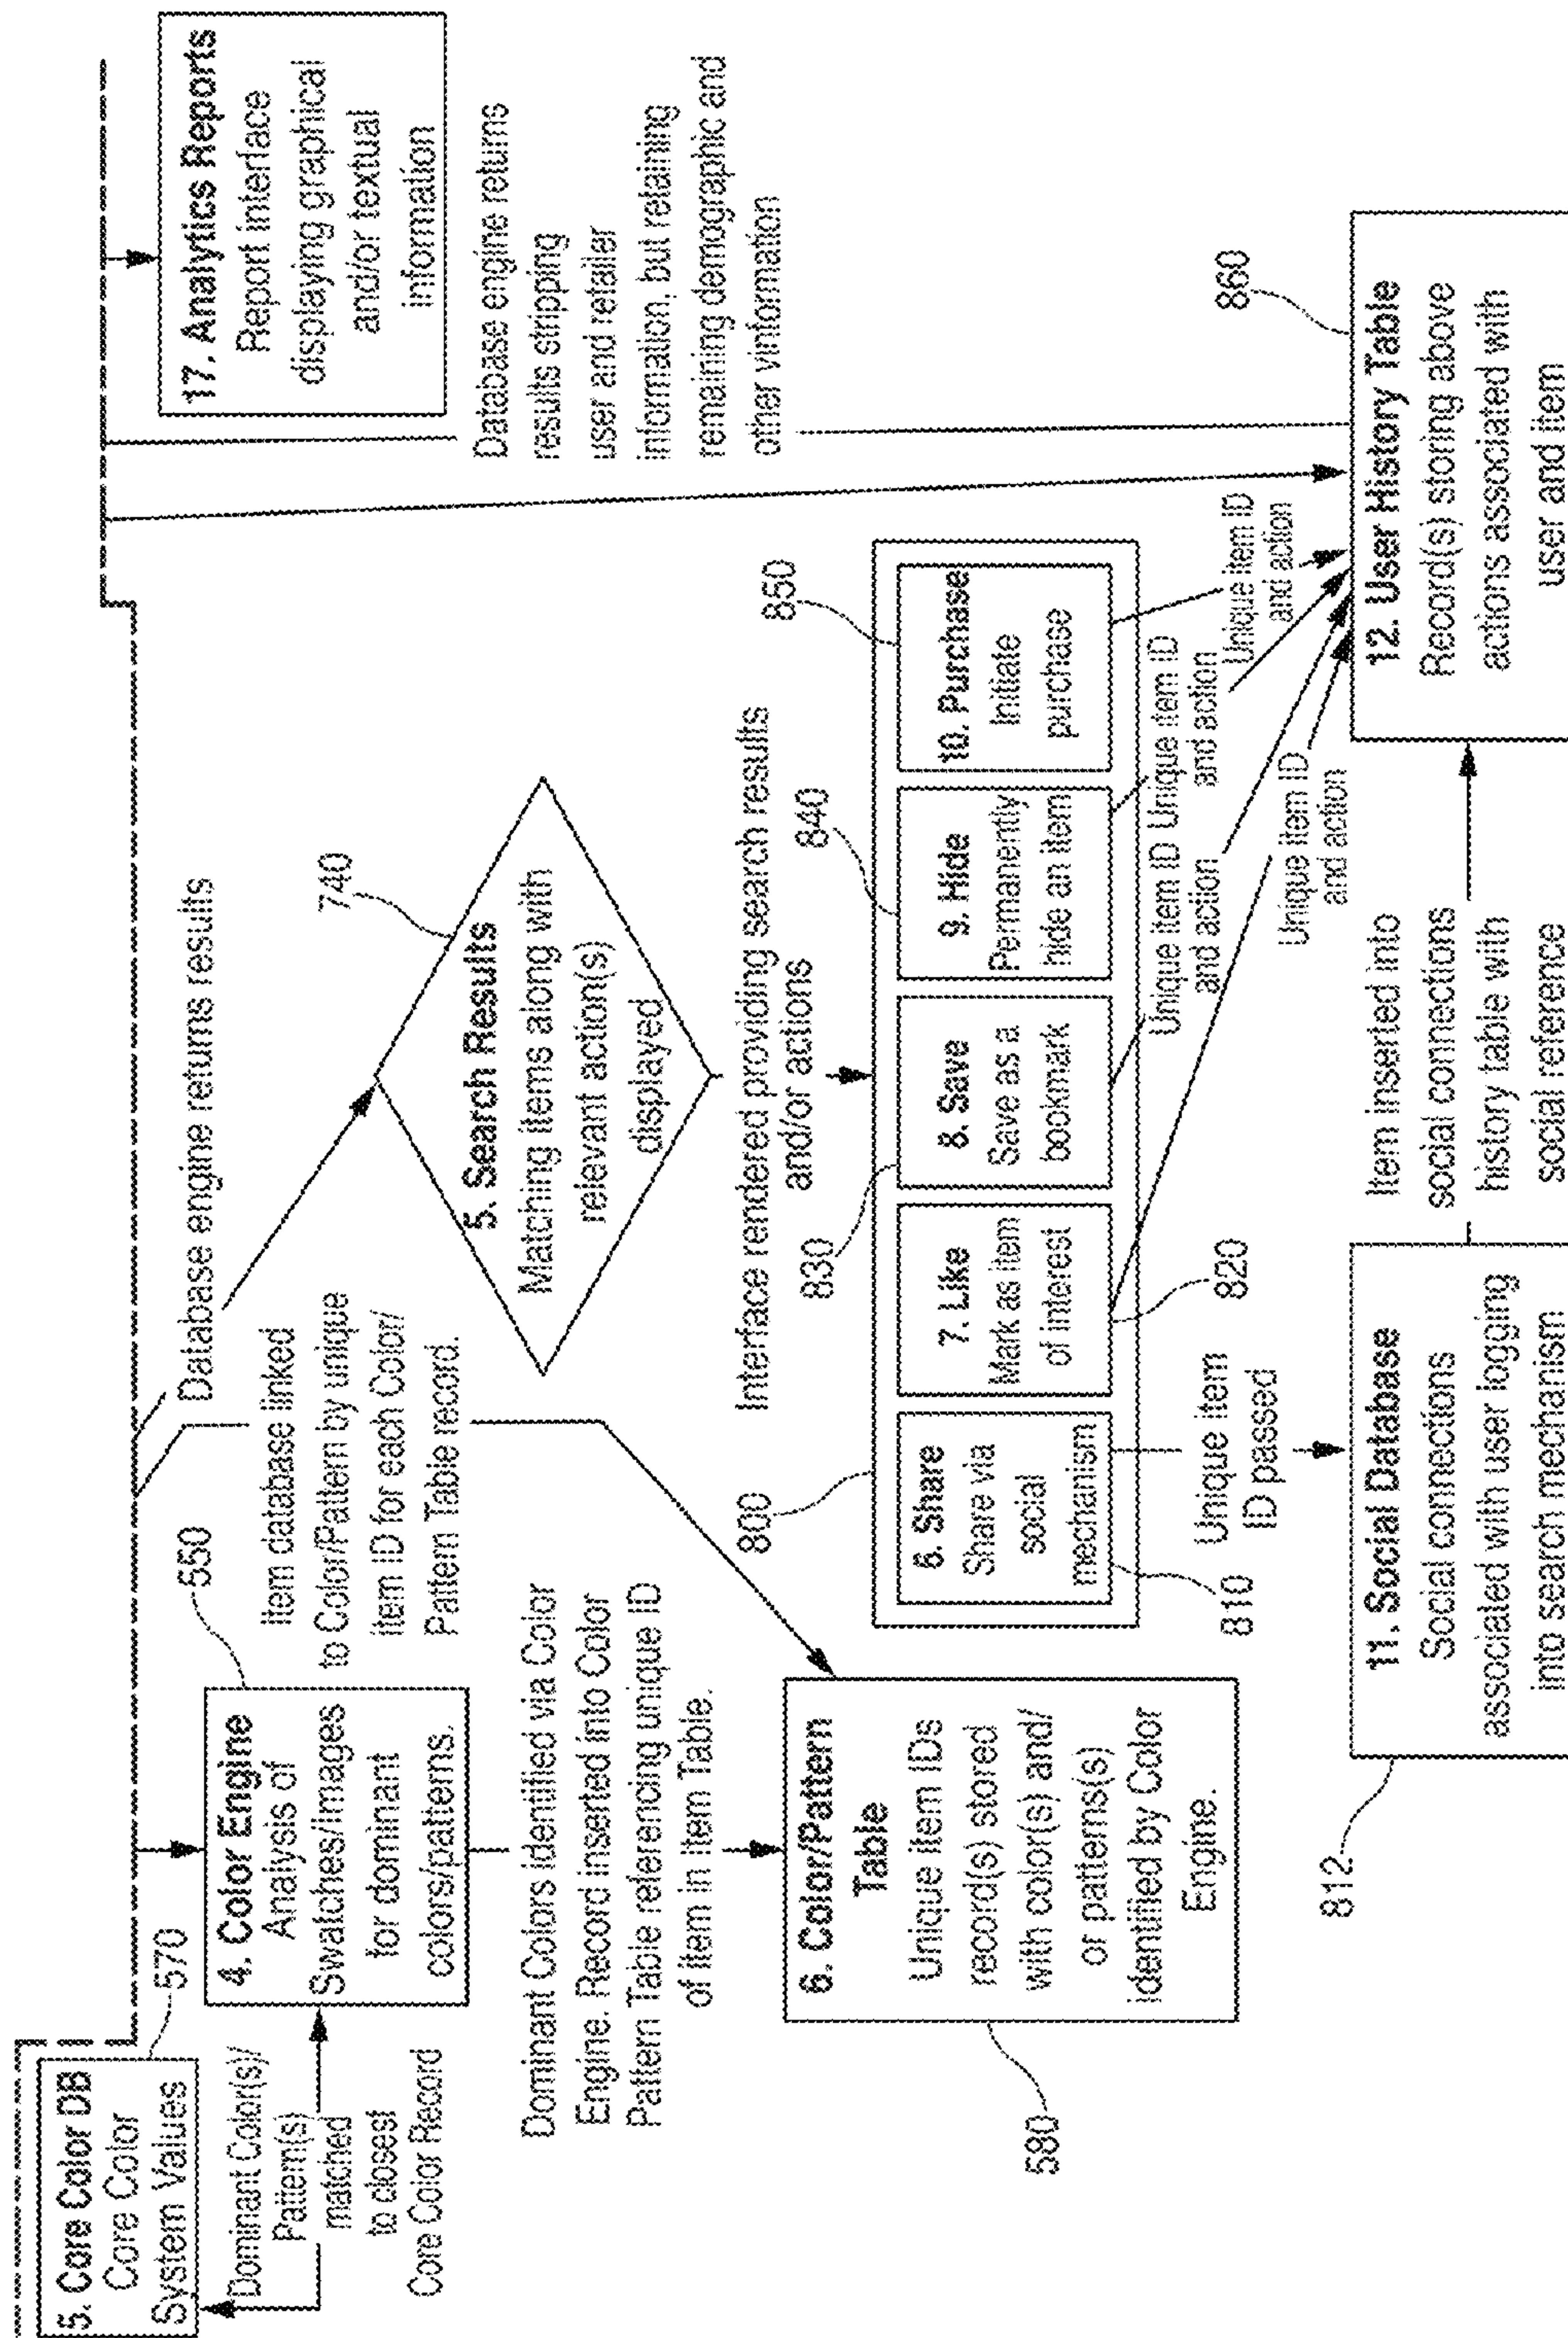 5. Core Color DB
Core Color
System Values
570
Dominant Color(s)/
Pattern(s)
matched
to closest
Core Color Record
4. Color Engine
Analysis of
Swatches/Images
for dominant
colors/patterns.
550
Item database linked
to Color/Pattern by unique
item ID for each Color/
Pattern Table record.
Dominant Colors identified via Color
Engine. Record inserted into Color
Pattern Table referencing unique ID
of item in Item Table.
6. Color/Pattern
Table
Unique Item IDs
record(s) stored
with color(s) and/
or patterns(s)
identified by Color
Engine.
580
Database engine returns results
740
5. Search Results
Matching items along with
relevant action(s)
displayed
Interface rendered providing search results
and/or actions
800
830
840
850
6. Share
Share via
social
mechanism
7. Like
Mark as item
of interest
8. Save
Save as a
bookmark
9. Hide
Permanently
hide an item
10. Purchase
Initiate
purchase
810
820
Unique item
ID passed
Unique item ID
and action
Unique item ID
and action
Unique item ID
and action
Unique item ID
and action
812
11. Social Database
Social connections
associated with user logging
into search mechanism
Item inserted into
social connections
history table with
social reference
860
12. User History Table
Record(s) storing above
actions associated with
user and item
17. Analytics Reports
Report interface
displaying graphical
and/or textual
information
Database engine returns
results stripping
user and retailer
information, but retaining
remaining demographic and
other vinformation